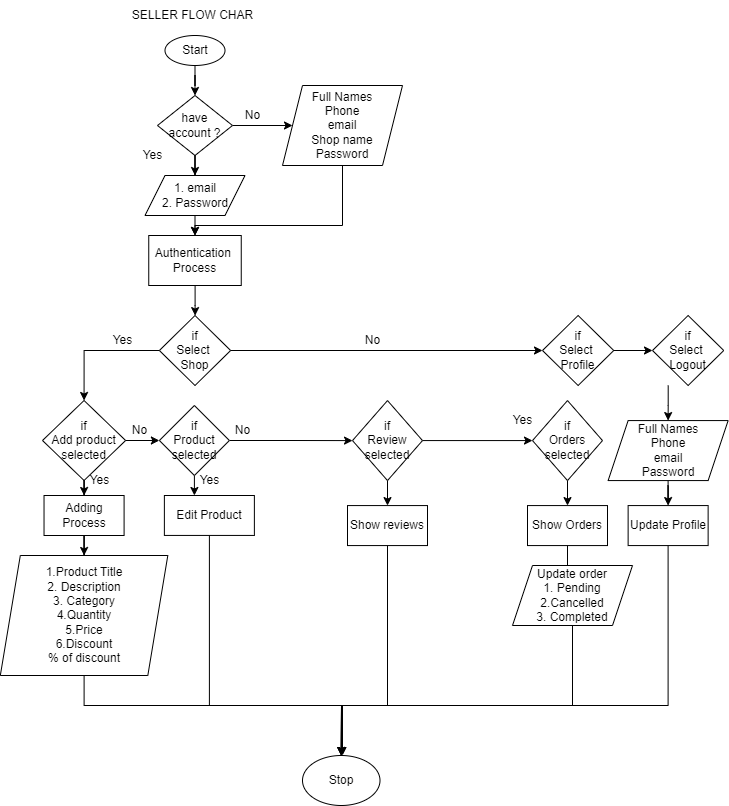 SELLER FLOW CHAR
Start
have
account ?
No
Full Names
Phone
email
Shop name
Password
Yes
1. email
2. Password
Authentication
Process
Yes
if
Select
Shop
No
if
Select
Profile
if
Select
Logout
if
Add product
selected
No
if
Product
selected
No
if
Review
selected
Yes
if
Orders
selected
Full Names
Phone
email
Password
Yes
Yes
Adding
Process
Edit Product
Show reviews
Show Orders
Update Profile
1.Product Title
2. Description
3. Category
4.Quantity
5.Price
6.Discount
% of discount
Update order
1. Pending
2.Cancelled
3. Completed
Stop